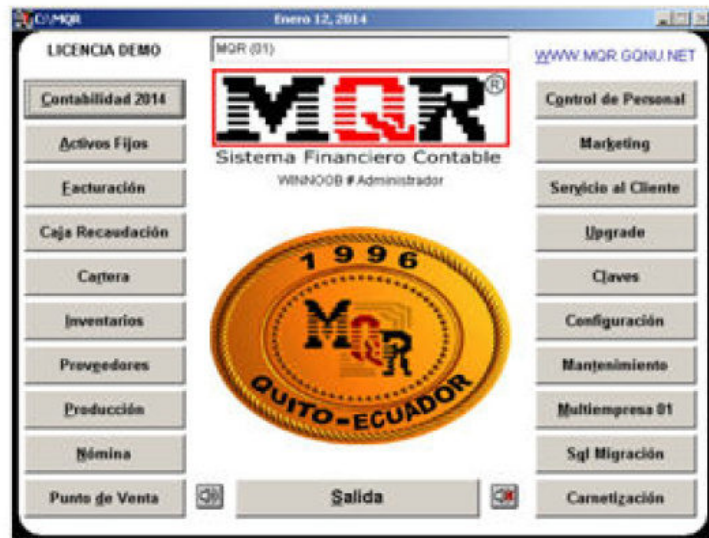 C:\MQR Enero 12, 2014
LICENCIA DEMO
MQR (01)
WWW.MQR.GQNU.NET
Contabilidad 2014
Activos Fijos
Facturación
Caja Recaudación
Cartera
Inventarios
Proveedores
Producción
Nómina
Punto de Venta
MQR®
Sistema Financiero Contable
WINNOOB # Administrador
1996
MQR
QUITO-ECUADOR
Salida
Control de Personal
Marketing
Servicio al Cliente
Upgrade
Claves
Configuración
Mantenimiento
Multiempresa 01
Sql Migración
Carnetización